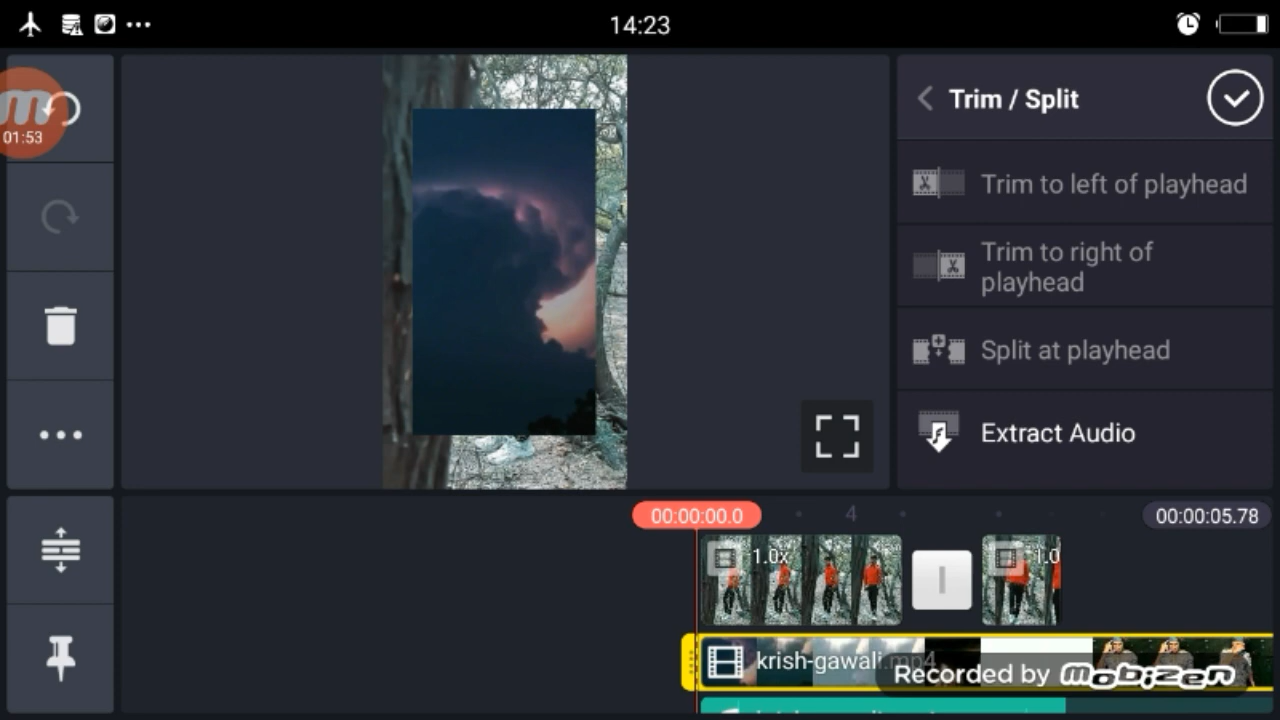 14:23
01:53
Trim / Split
Trim to left of playhead
Trim to right of
playhead
Split at playhead
Extract Audio
00:00:00.0
4
00:00:05.78
1.0x
1.0
krish-gawali.mp4
Recorded by mobizen